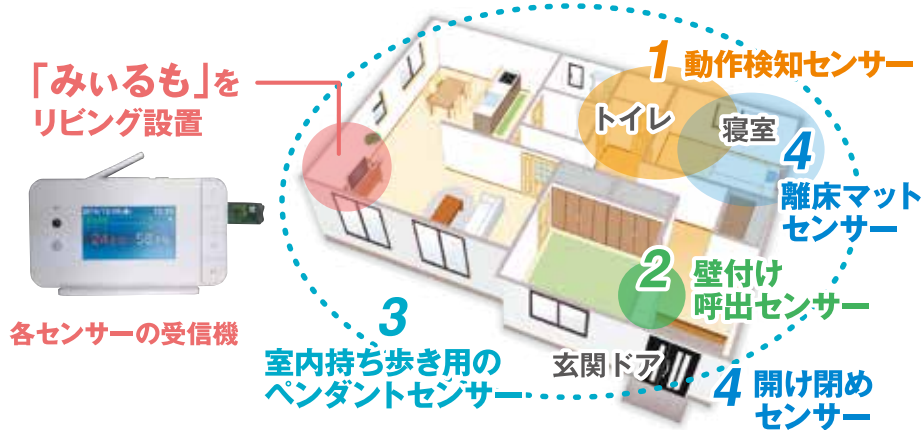 「みぃるも」を
リビング設置
各センサーの受信機
1 動作検知センサー
トイレ
寝室
4
離床マット
センサー
2 壁付け
呼出センサー
3
室内持ち歩き用の
ペンダントセンサー
玄関ドア
4 開け閉め
センサー